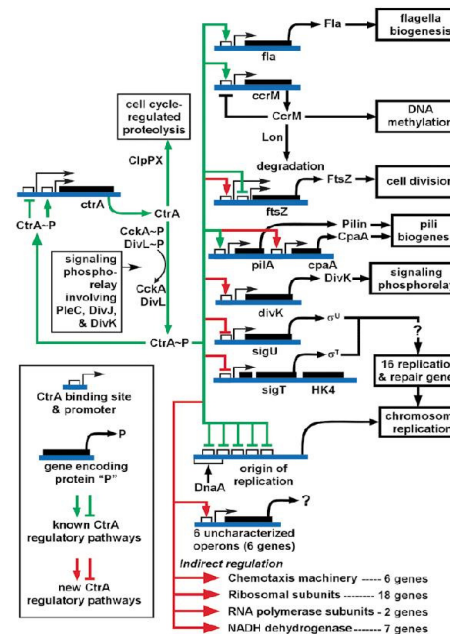 Fla
flagella
biogenesis
fla
ccrM
CcrM
DNA
methylation
Lon
degradation
cell cycle-
regulated
proteolysis
ClpPX
ctrA
CtrA
CtrA~P
FtsZ
cell division
ftsZ
CckA~P
DivL~P
Pilin
CpaA
pili
biogenes
pilA
cpaA
signaling
phospho-
relay
involving
PleC, DivJ,
& DivK
CckA
DivL
DivK
signaling
phosphorelay
divK
CtrA~P
σᵁ
?
sigU
σᵀ
sigT
HK4
15 replication
& repair gene
chromosom
replication
CtrA binding site
& promoter
P
gene encoding
protein "P"
known CtrA
regulatory pathways
new CtrA
regulatory pathways
DnaA
origin of
replication
?
6 uncharacterized
operons (6 genes)
Indirect regulation
Chemotaxis machinery ----- 6 genes
Ribosomal subunits ------- 18 genes
RNA polymerase subunits - 2 genes
NADH dehydrogenase ---- 7 genes